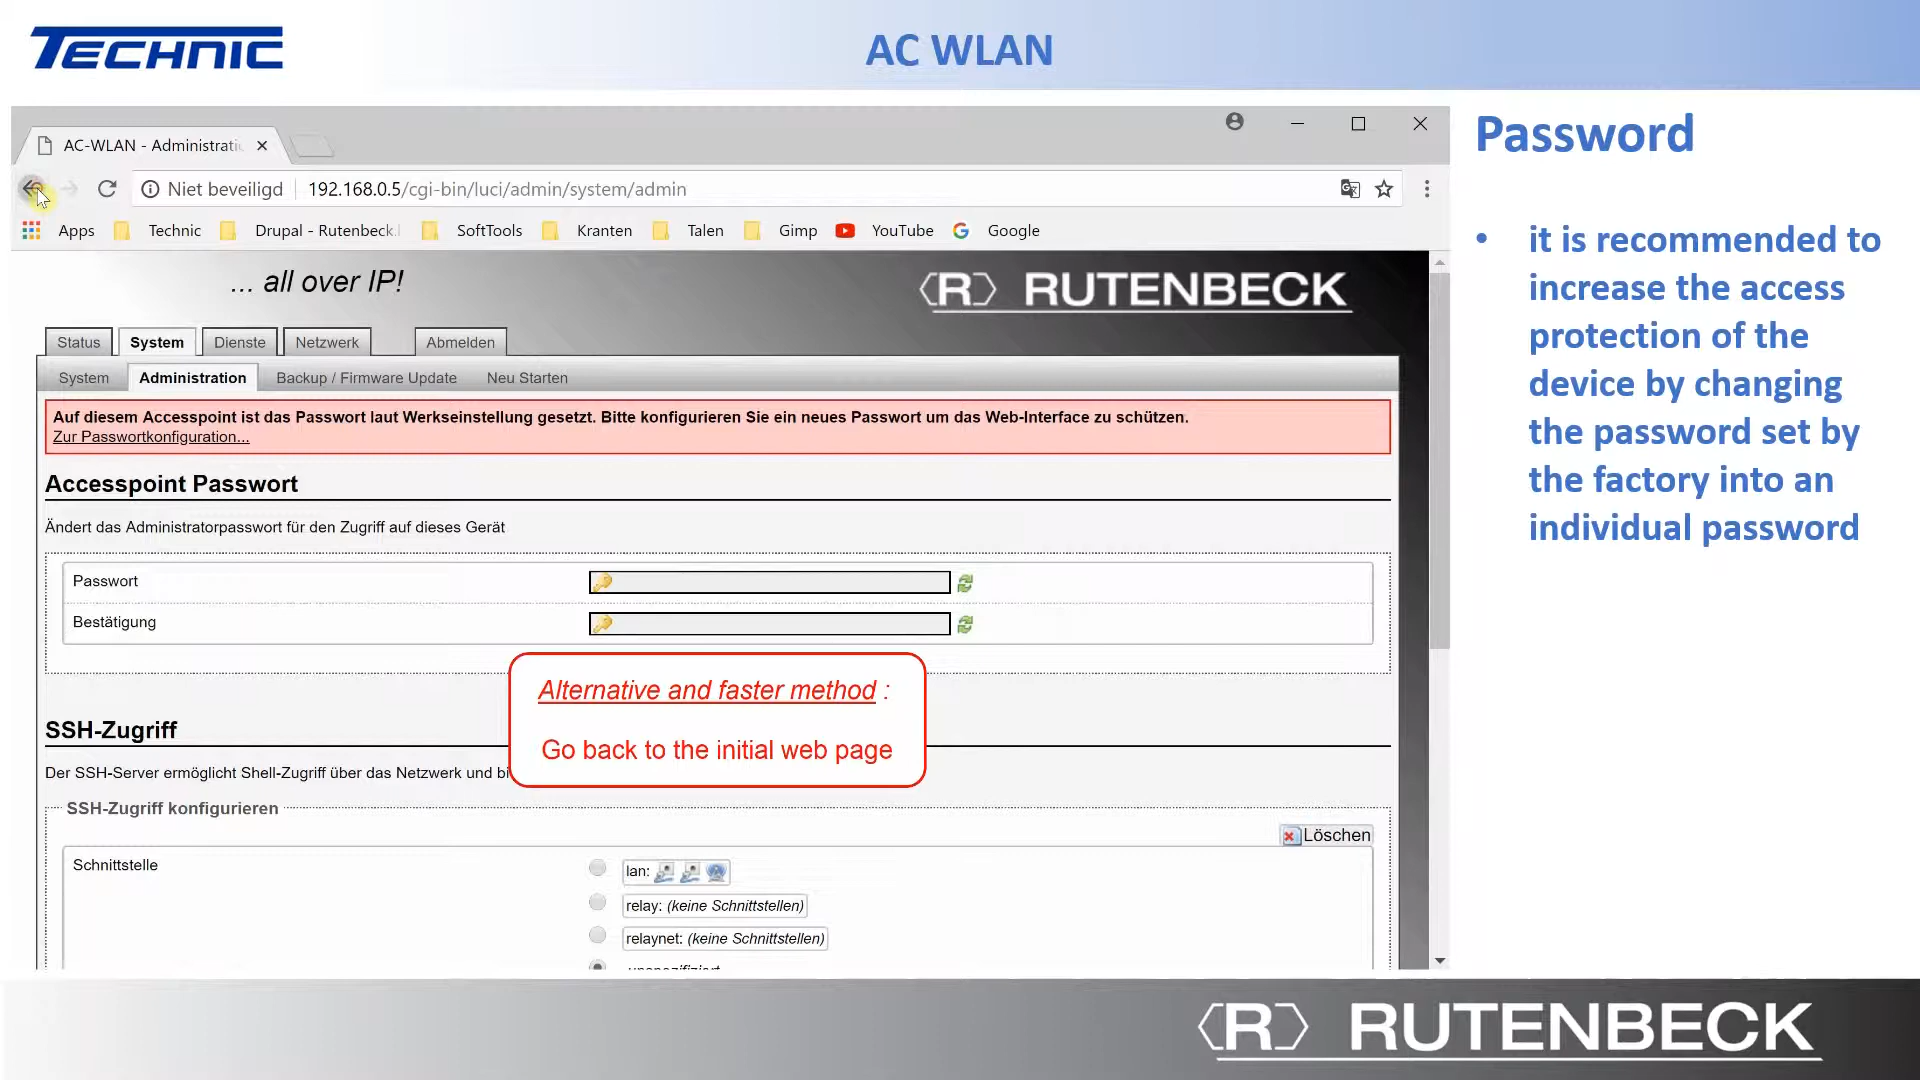 TECHNIC
AC WLAN
AC-WLAN - Administrati
Niet beveiligd
192.168.0.5/cgi-bin/luci/admin/system/admin
Apps
Technic
Drupal - Rutenbeck.
SoftTools
Kranten
Talen
Gimp
YouTube
Google
... all over IP!
(R) RUTENBECK
Status
System
Dienste
Netzwerk
Abmelden
System
Administration
Backup / Firmware Update
Neu Starten
Auf diesem Accesspoint ist das Passwort laut Werkseinstellung gesetzt. Bitte konfigurieren Sie ein neues Passwort um das Web-Interface zu schützen.
Zur Passwortkonfiguration...
Accesspoint Passwort
Ändert das Administratorpasswort für den Zugriff auf dieses Gerät
Passwort
Bestätigung
Alternative and faster method :
Go back to the initial web page
SSH-Zugriff
Der SSH-Server ermöglicht Shell-Zugriff über das Netzwerk und bi
SSH-Zugriff konfigurieren
Löschen
Schnittstelle
lan:
relay: (keine Schnittstellen)
relaynet: (keine Schnittstellen)
unspezifiziert
Password
• it is recommended to
increase the access
protection of the
device by changing
the password set by
the factory into an
individual password
(R) RUTENBECK